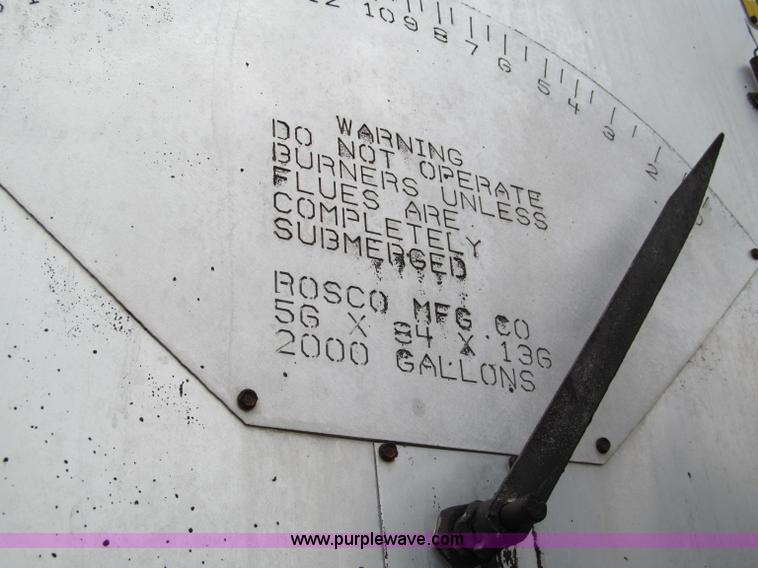 12 10 9 8 7 6 5 4 3 2
WARNING
DO NOT OPERATE
BURNERS UNLESS
FLUES ARE
COMPLETELY
SUBMERGED
ROSCO MFG CO
56 X 84 X 136
2000 GALLONS
www.purplewave.com